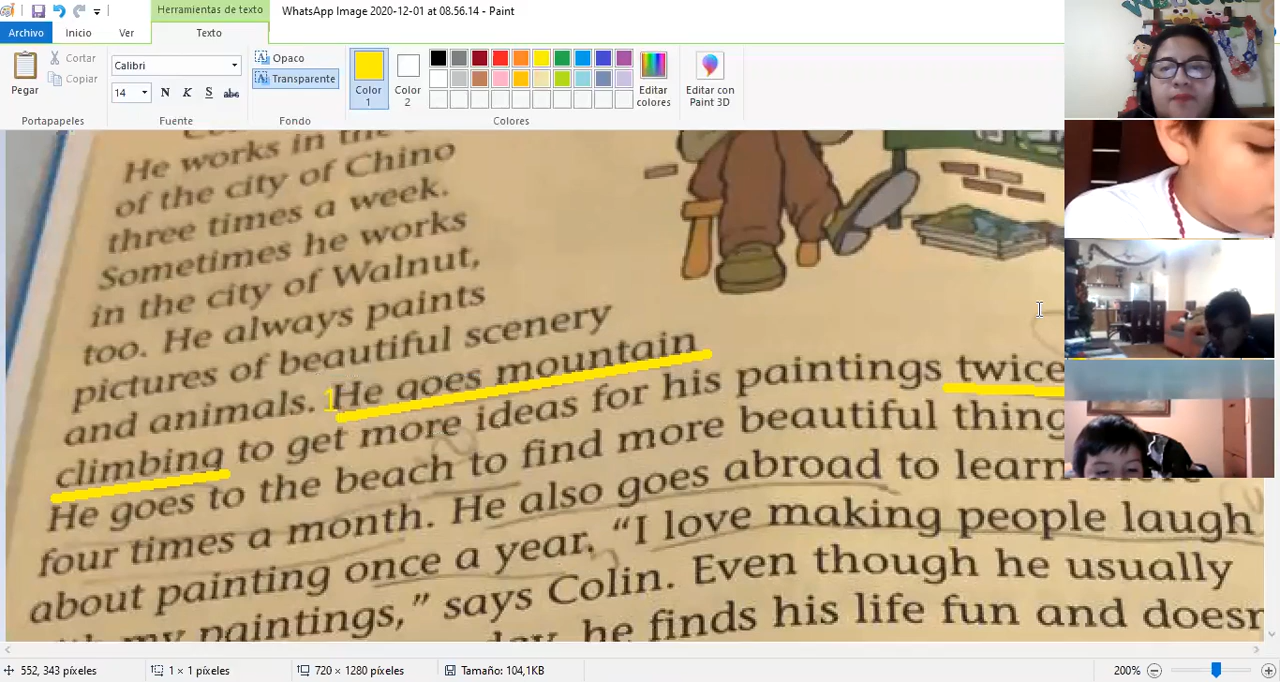 Herramientas de texto
WhatsApp Image 2020-12-01 at 08.56.14 - Paint
Archivo
Inicio
Ver
Texto
Pegar
Cortar
Copiar
Portapapeles
Calibri
14
N K S abc
Fuente
Opaco
Transparente
Fondo
Color 1
Color 2
Editar colores
Colores
Editar con Paint 3D
He works in the
of the city of Chino
three times a week.
Sometimes he works
in the city of Walnut,
too. He always paints
pictures of beautiful scenery
and animals. 1 He goes mountain
climbing to get more ideas for his paintings twice
He goes to the beach to find more beautiful thing
four times a month. He also goes abroad to learn
about painting once a year. "I love making people laugh
my paintings," says Colin. Even though he usually
he finds his life fun and doesn
552, 343 píxeles
1 × 1 píxeles
720 × 1280 píxeles
Tamaño: 104,1KB
200%